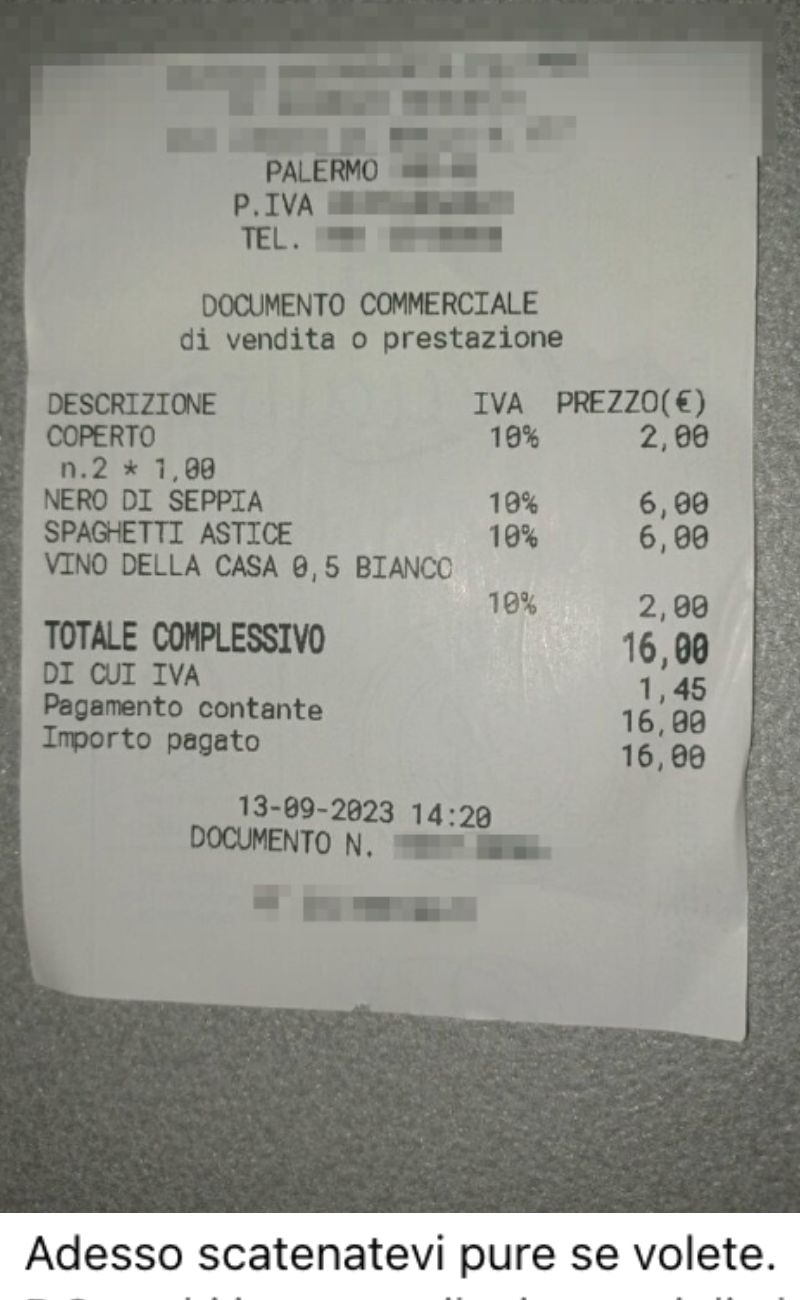 PALERMO
P.IVA
TEL.
DOCUMENTO COMMERCIALE
di vendita o prestazione
DESCRIZIONE IVA PREZZO(€)
COPERTO 10% 2,00
n.2 * 1,00
NERO DI SEPPIA 10% 6,00
SPAGHETTI ASTICE 10% 6,00
VINO DELLA CASA 0,5 BIANCO
10% 2,00
TOTALE COMPLESSIVO 16,00
DI CUI IVA 1,45
Pagamento contante 16,00
Importo pagato 16,00
13-09-2023 14:20
DOCUMENTO N.
Adesso scatenatevi pure se volete.